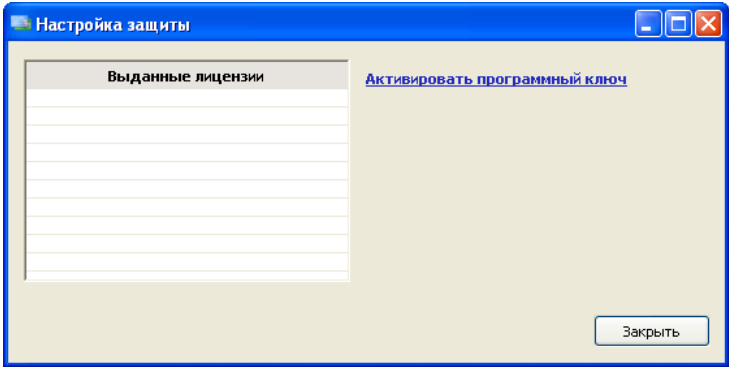 Настройка защиты
Выданные лицензии
Активировать программный ключ
Закрыть